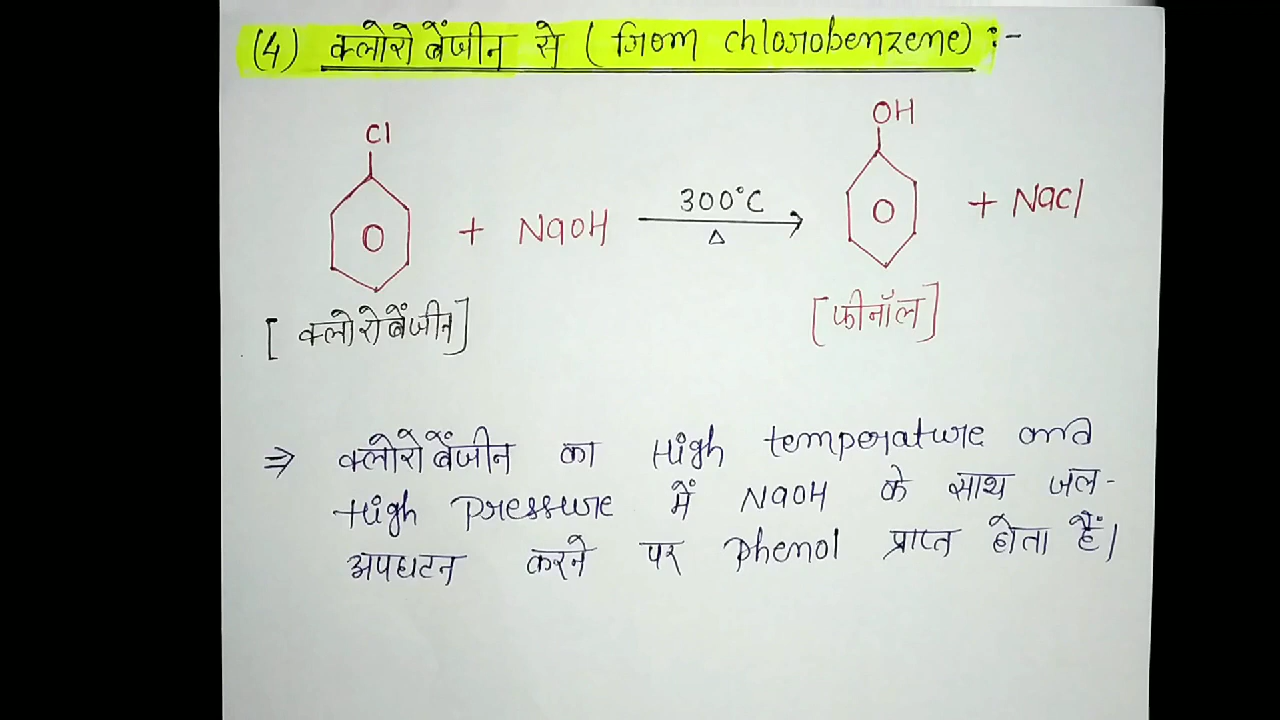 (4) क्लोरो बेंजीन से ( from chlorobenzene) :-
Cl
OH
+ NaOH
300°C
Δ
+ NaCl
[ क्लोरोबेंजीन]
[फीनॉल]
⇒ क्लोरो बेंजीन का High temperature and
High Pressure में NaOH के साथ जल-
अपघटन करने पर Phenol प्राप्त होता हैं।